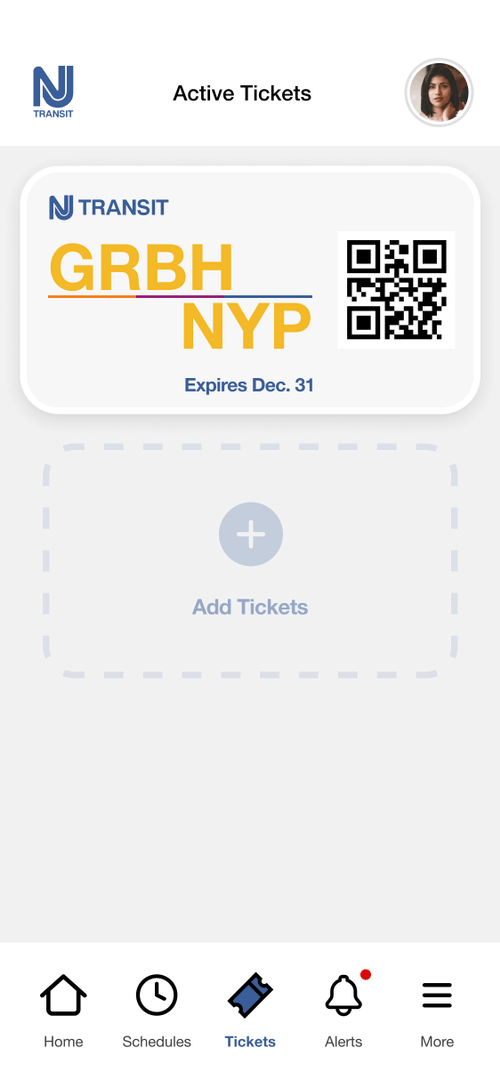 NJ
TRANSIT
Active Tickets
NJ TRANSIT
GRBH
NYP
Expires Dec. 31
Add Tickets
Home
Schedules
Tickets
Alerts
More